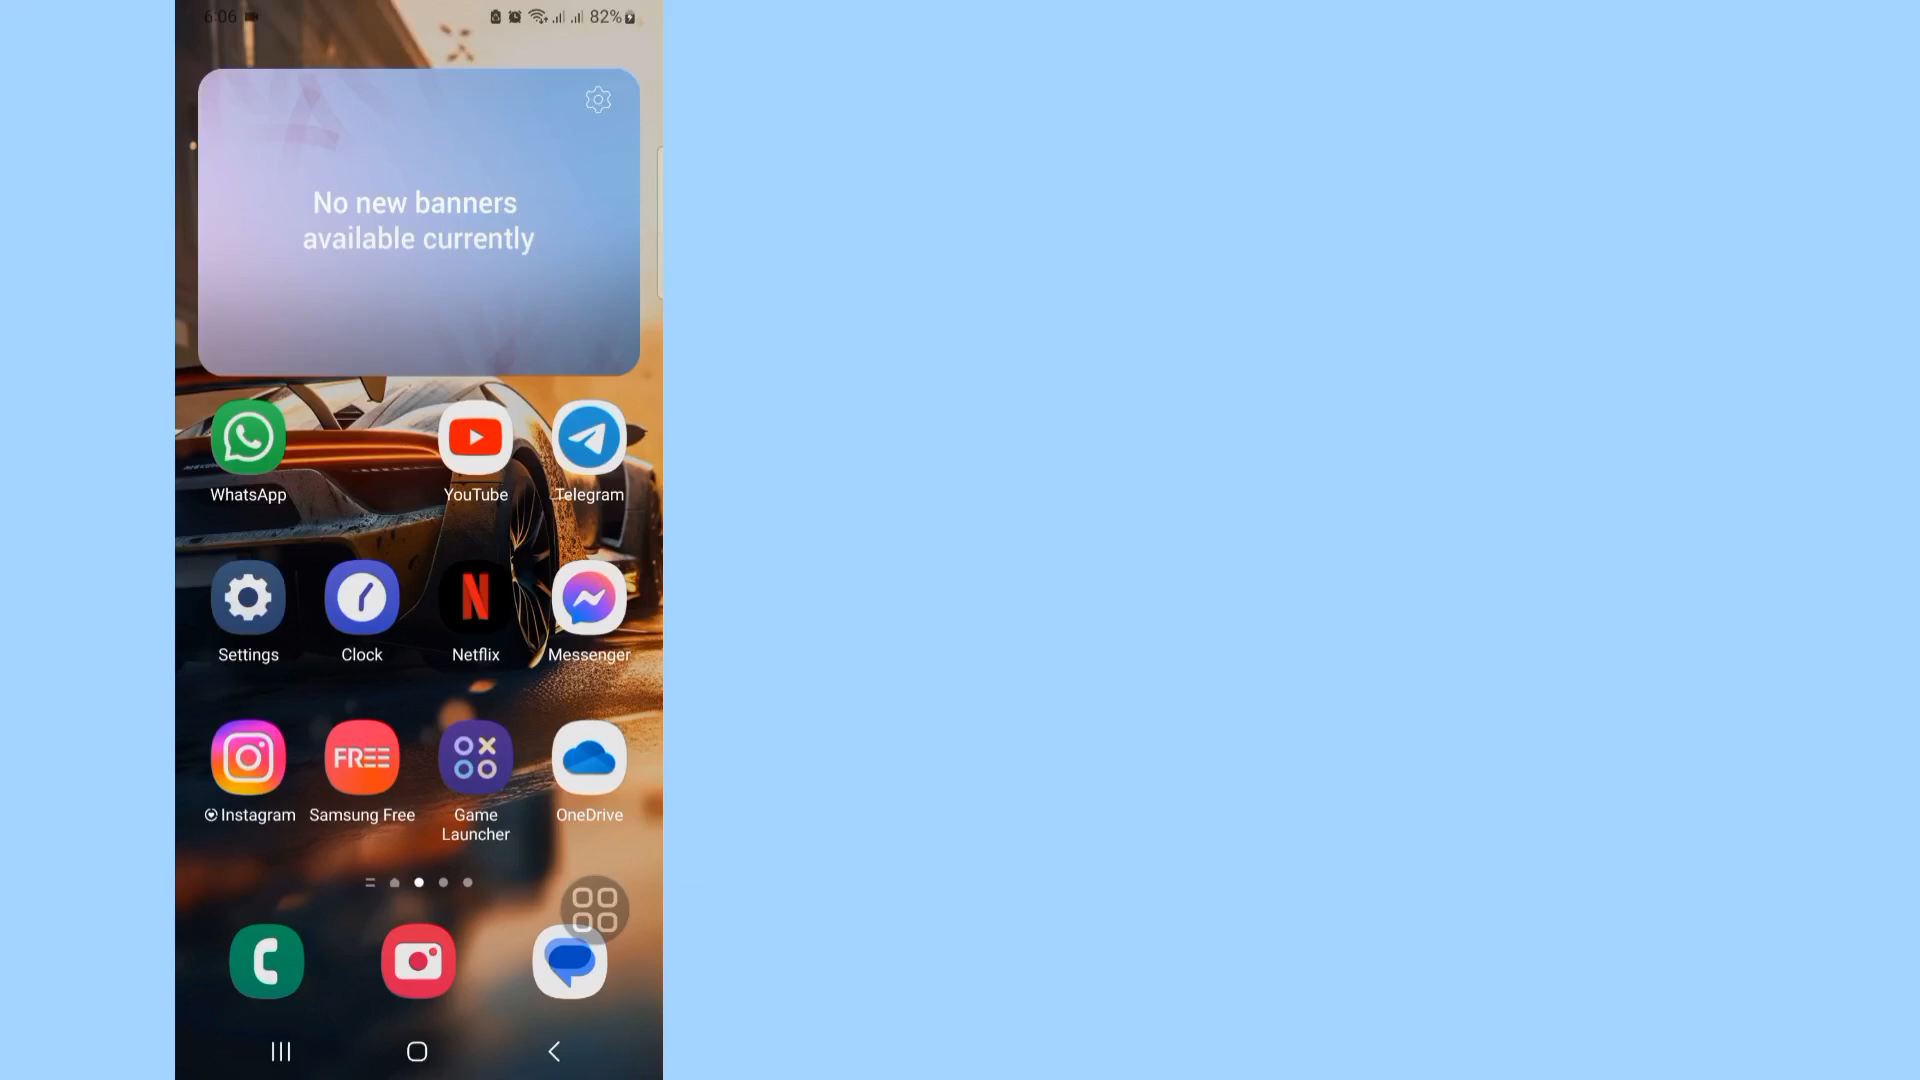 6:06 82%
No new banners
available currently
WhatsApp YouTube Telegram
Settings Clock Netflix Messenger
FREE
Instagram Samsung Free Game Launcher OneDrive